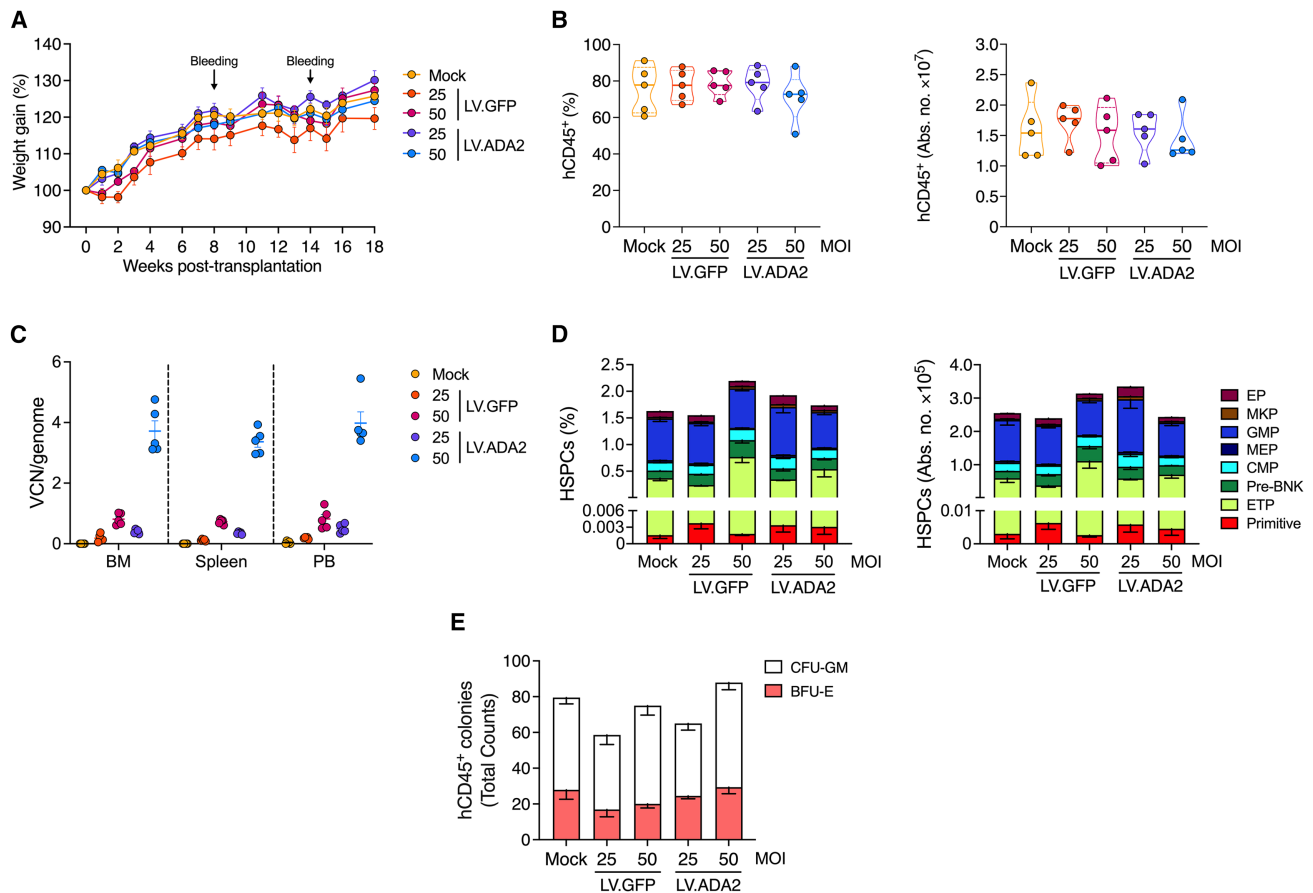 A
Weight gain (%)
140
130
120
110
100
90
Bleeding
Bleeding
0 2 4 6 8 10 12 14 16 18
Weeks post-transplantation
Mock
25
50
LV.GFP
25
50
LV.ADA2
B
hCD45+ (%)
100
80
60
40
20
0
Mock 25 50 25 50 MOI
LV.GFP LV.ADA2
hCD45+ (Abs. no. ×10⁷)
3.0
2.5
2.0
1.5
1.0
0.5
0
Mock 25 50 25 50 MOI
LV.GFP LV.ADA2
C
VCN/genome
6
4
2
0
BM Spleen PB
Mock
25
50
LV.GFP
25
50
LV.ADA2
D
HSPCs (%)
2.5
2.0
1.5
1.0
0.5
0.006
0.003
0
Mock 25 50 25 50 MOI
LV.GFP LV.ADA2
HSPCs (Abs. no. ×10⁵)
4.0
3.0
2.0
1.0
0.01
0
Mock 25 50 25 50 MOI
LV.GFP LV.ADA2
EP
MKP
GMP
MEP
CMP
Pre-BNK
ETP
Primitive
E
hCD45+ colonies
(Total Counts)
100
80
60
40
20
0
Mock 25 50 25 50 MOI
LV.GFP LV.ADA2
CFU-GM
BFU-E